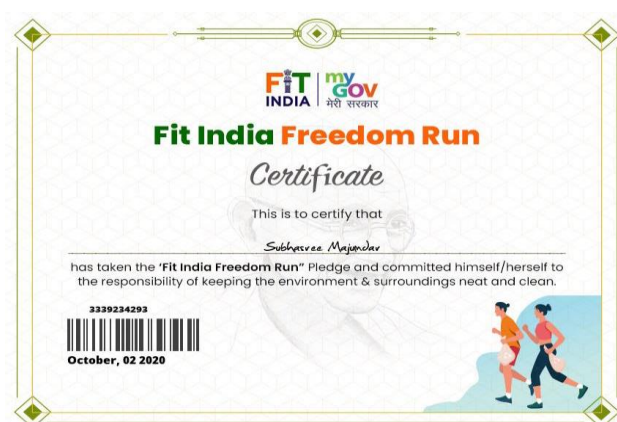 FIT INDIA
my GOV
मेरी सरकार
Fit India Freedom Run
Certificate
This is to certify that
Subhasree Majumdar
has taken the ‘Fit India Freedom Run” Pledge and committed himself/herself to
the responsibility of keeping the environment & surroundings neat and clean.
3339234293
October, 02 2020